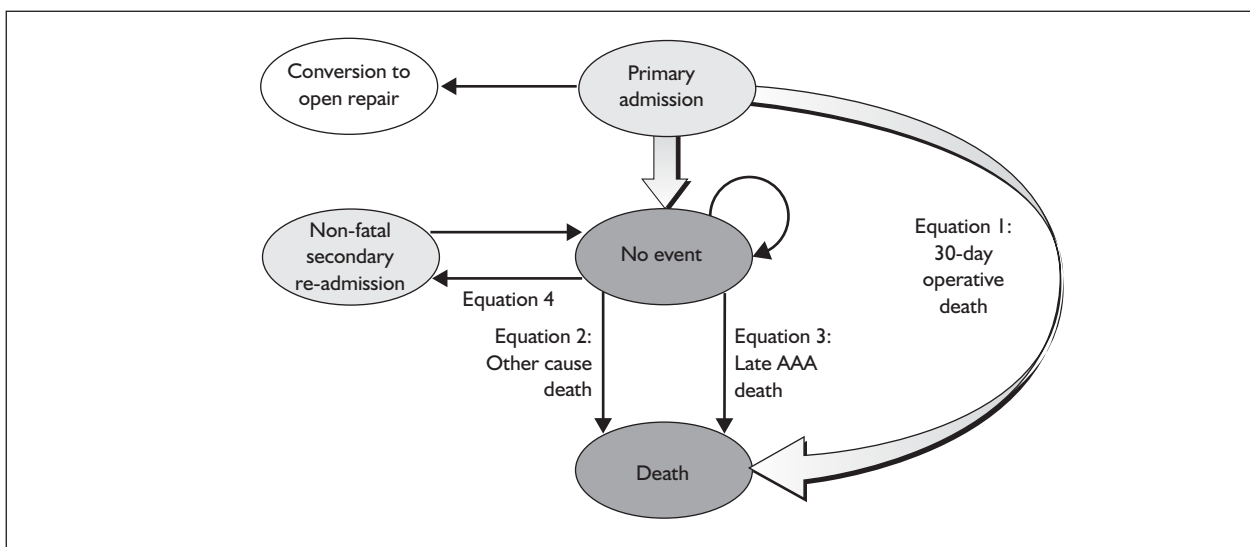 Conversion to
open repair
Primary
admission
Non-fatal
secondary
re-admission
No event
Equation 1:
30-day
operative
death
Equation 4
Equation 2:
Other cause
death
Equation 3:
Late AAA
death
Death